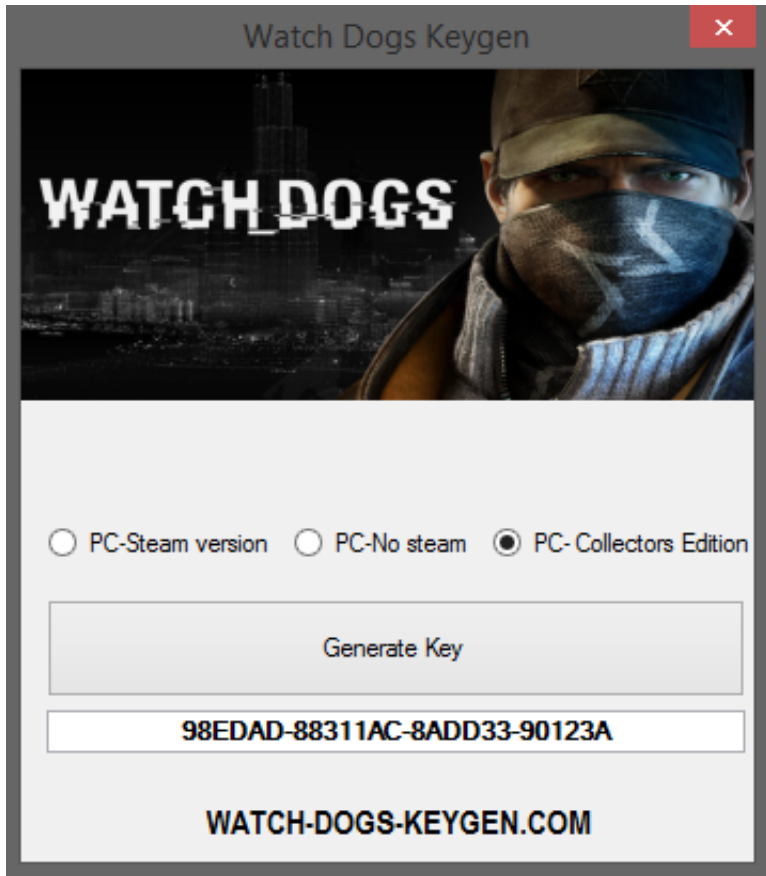 Watch Dogs Keygen
WATCH_DOGS
PC-Steam version PC-No steam PC- Collectors Edition
Generate Key
98EDAD-88311AC-8ADD33-90123A
WATCH-DOGS-KEYGEN.COM